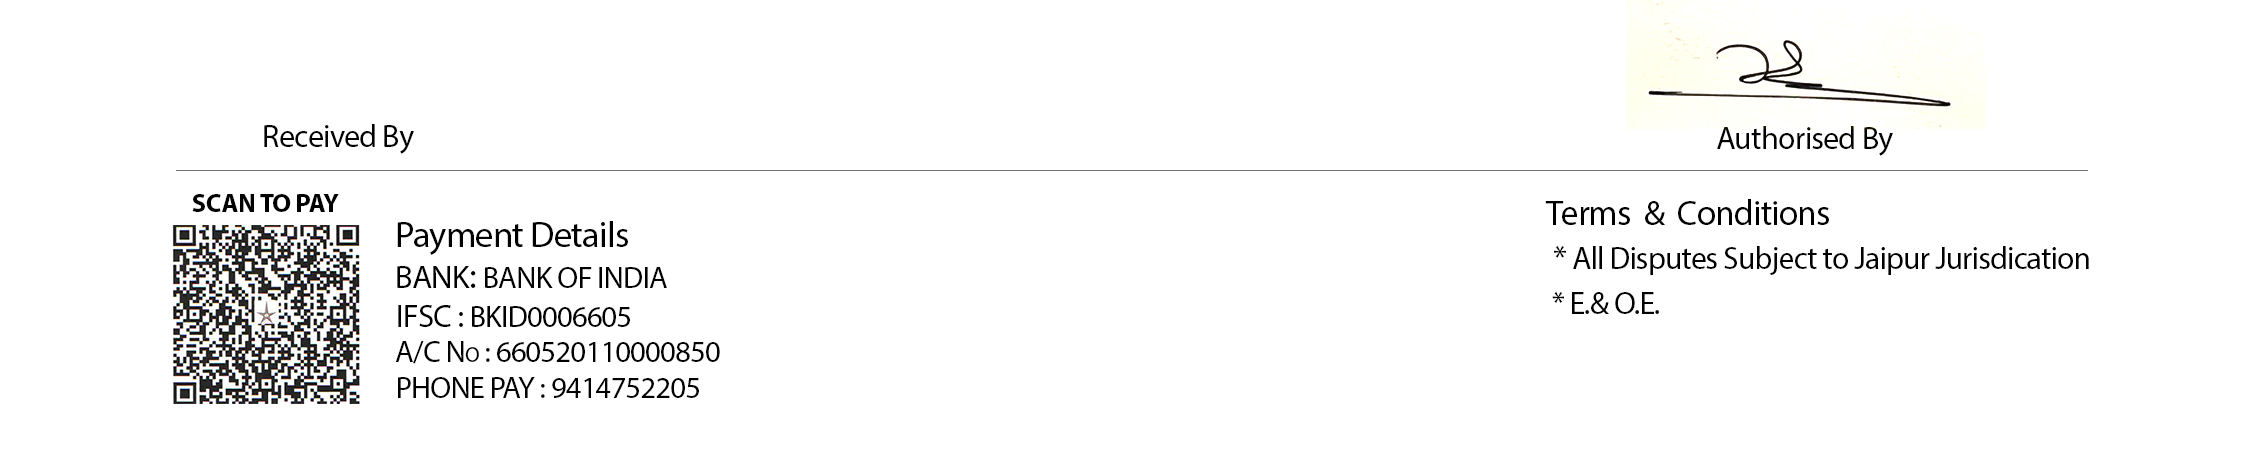 Received By
Authorised By
SCAN TO PAY
Payment Details
BANK: BANK OF INDIA
IFSC : BKID0006605
A/C No : 660520110000850
PHONE PAY : 9414752205
Terms & Conditions
* All Disputes Subject to Jaipur Jurisdication
* E.& O.E.